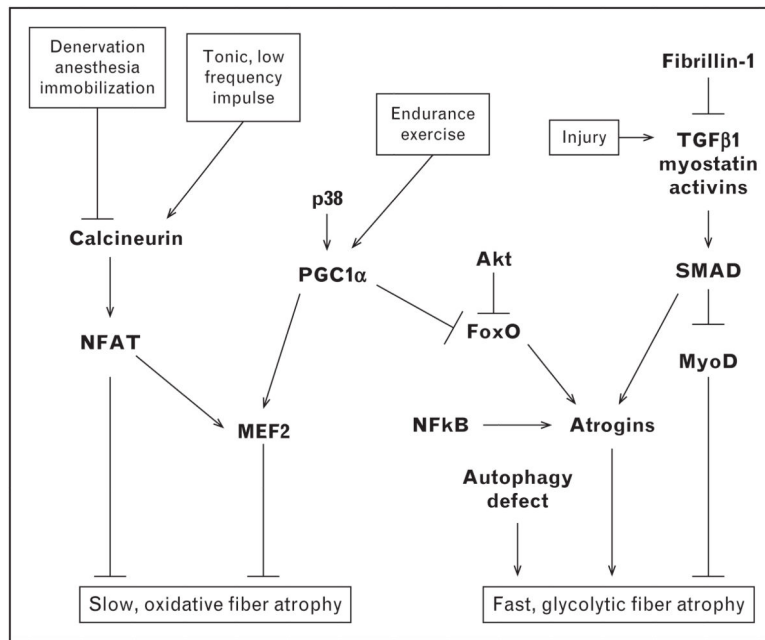 Denervation
anesthesia
immobilization
Tonic, low
frequency
impulse
Endurance
exercise
Fibrillin-1
Injury
TGFβ1
myostatin
activins
p38
Calcineurin
PGC1α
Akt
SMAD
NFAT
FoxO
MyoD
MEF2
NFkB
Atrogins
Autophagy
defect
Slow, oxidative fiber atrophy
Fast, glycolytic fiber atrophy